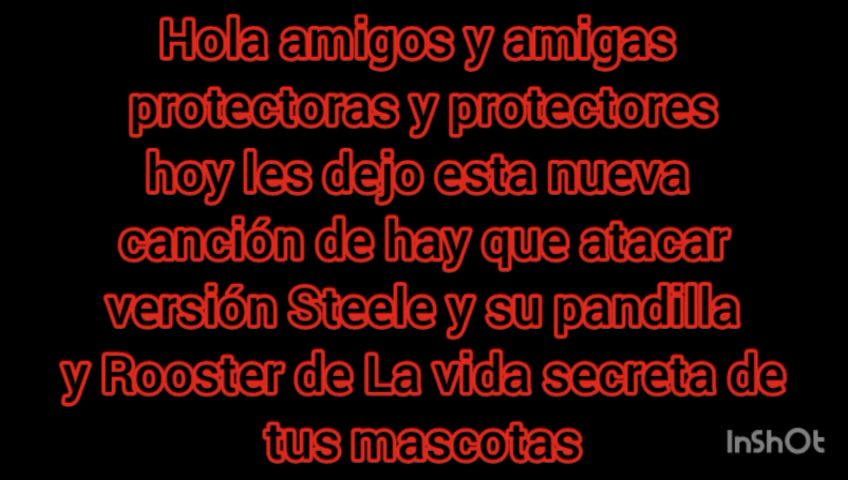 Hola amigos y amigas
protectoras y protectores
hoy les dejo esta nueva
canción de hay que atacar
versión Steele y su pandilla
y Rooster de La vida secreta de
tus mascotas
InShOt